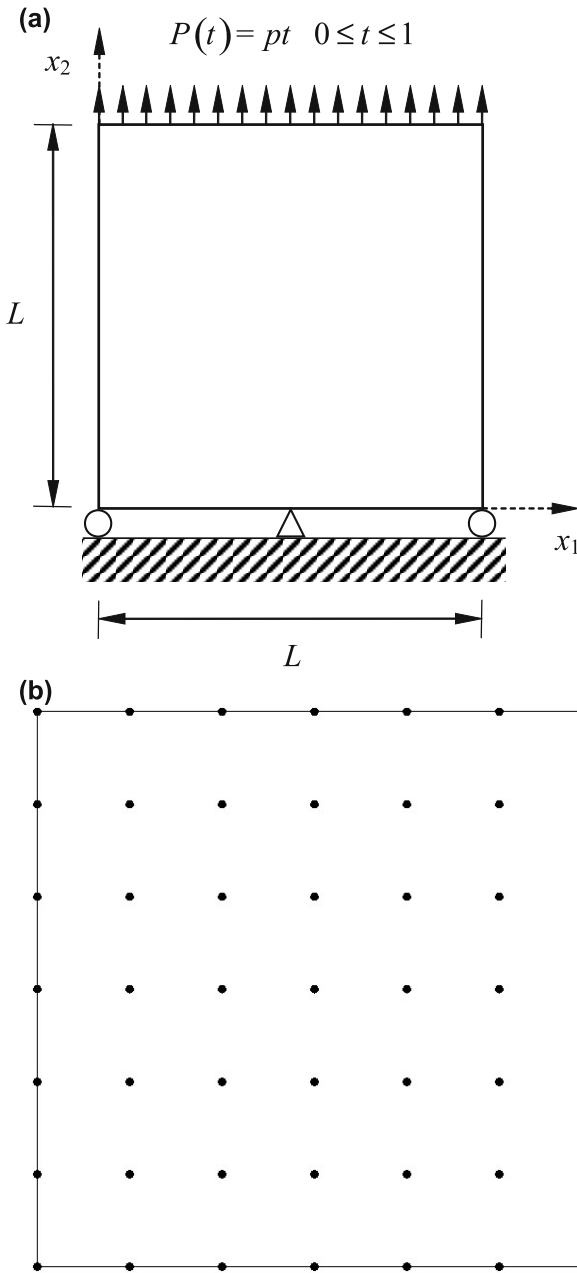 (a)
P(t) = pt   0 ≤ t ≤ 1
x₂
L
x₁
L
(b)